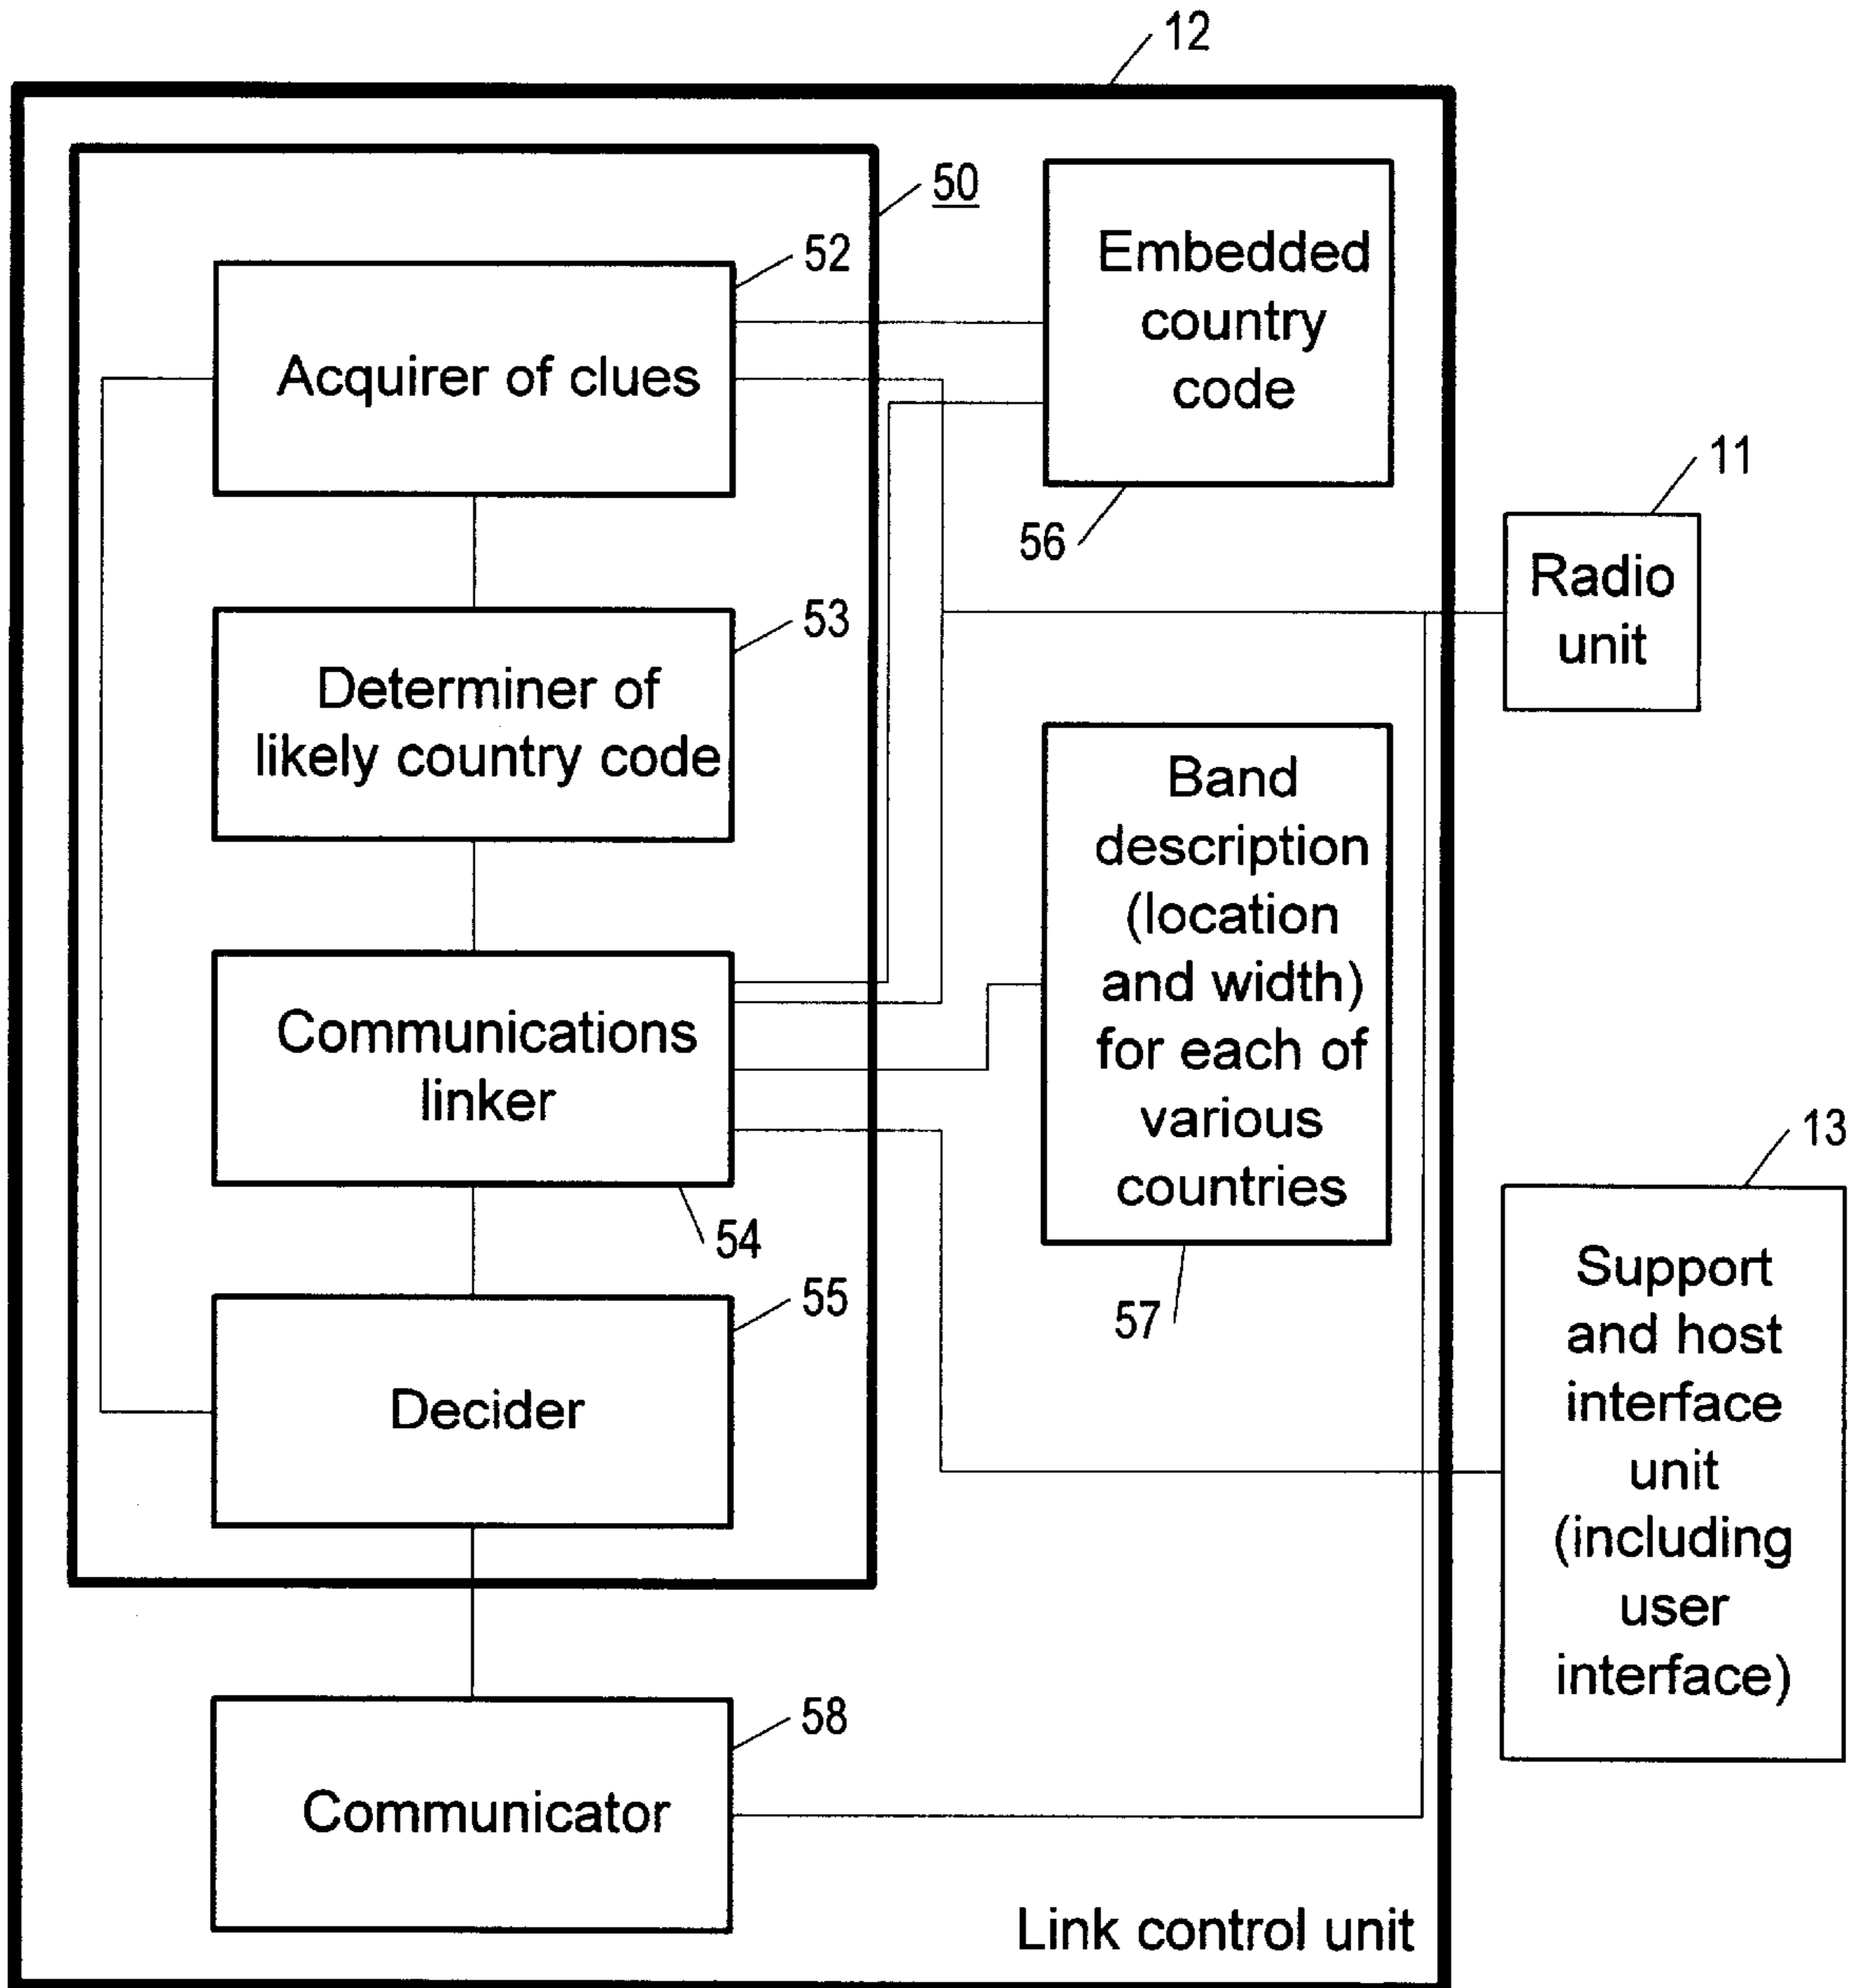 12
50
52
Acquirer of clues
Embedded
country
code
56
11
Radio
unit
53
Determiner of
likely country code
Band
description
(location
and width)
for each of
various
countries
57
Communications
linker
54
13
Support
and host
interface
unit
(including
user
interface)
55
Decider
58
Communicator
Link control unit